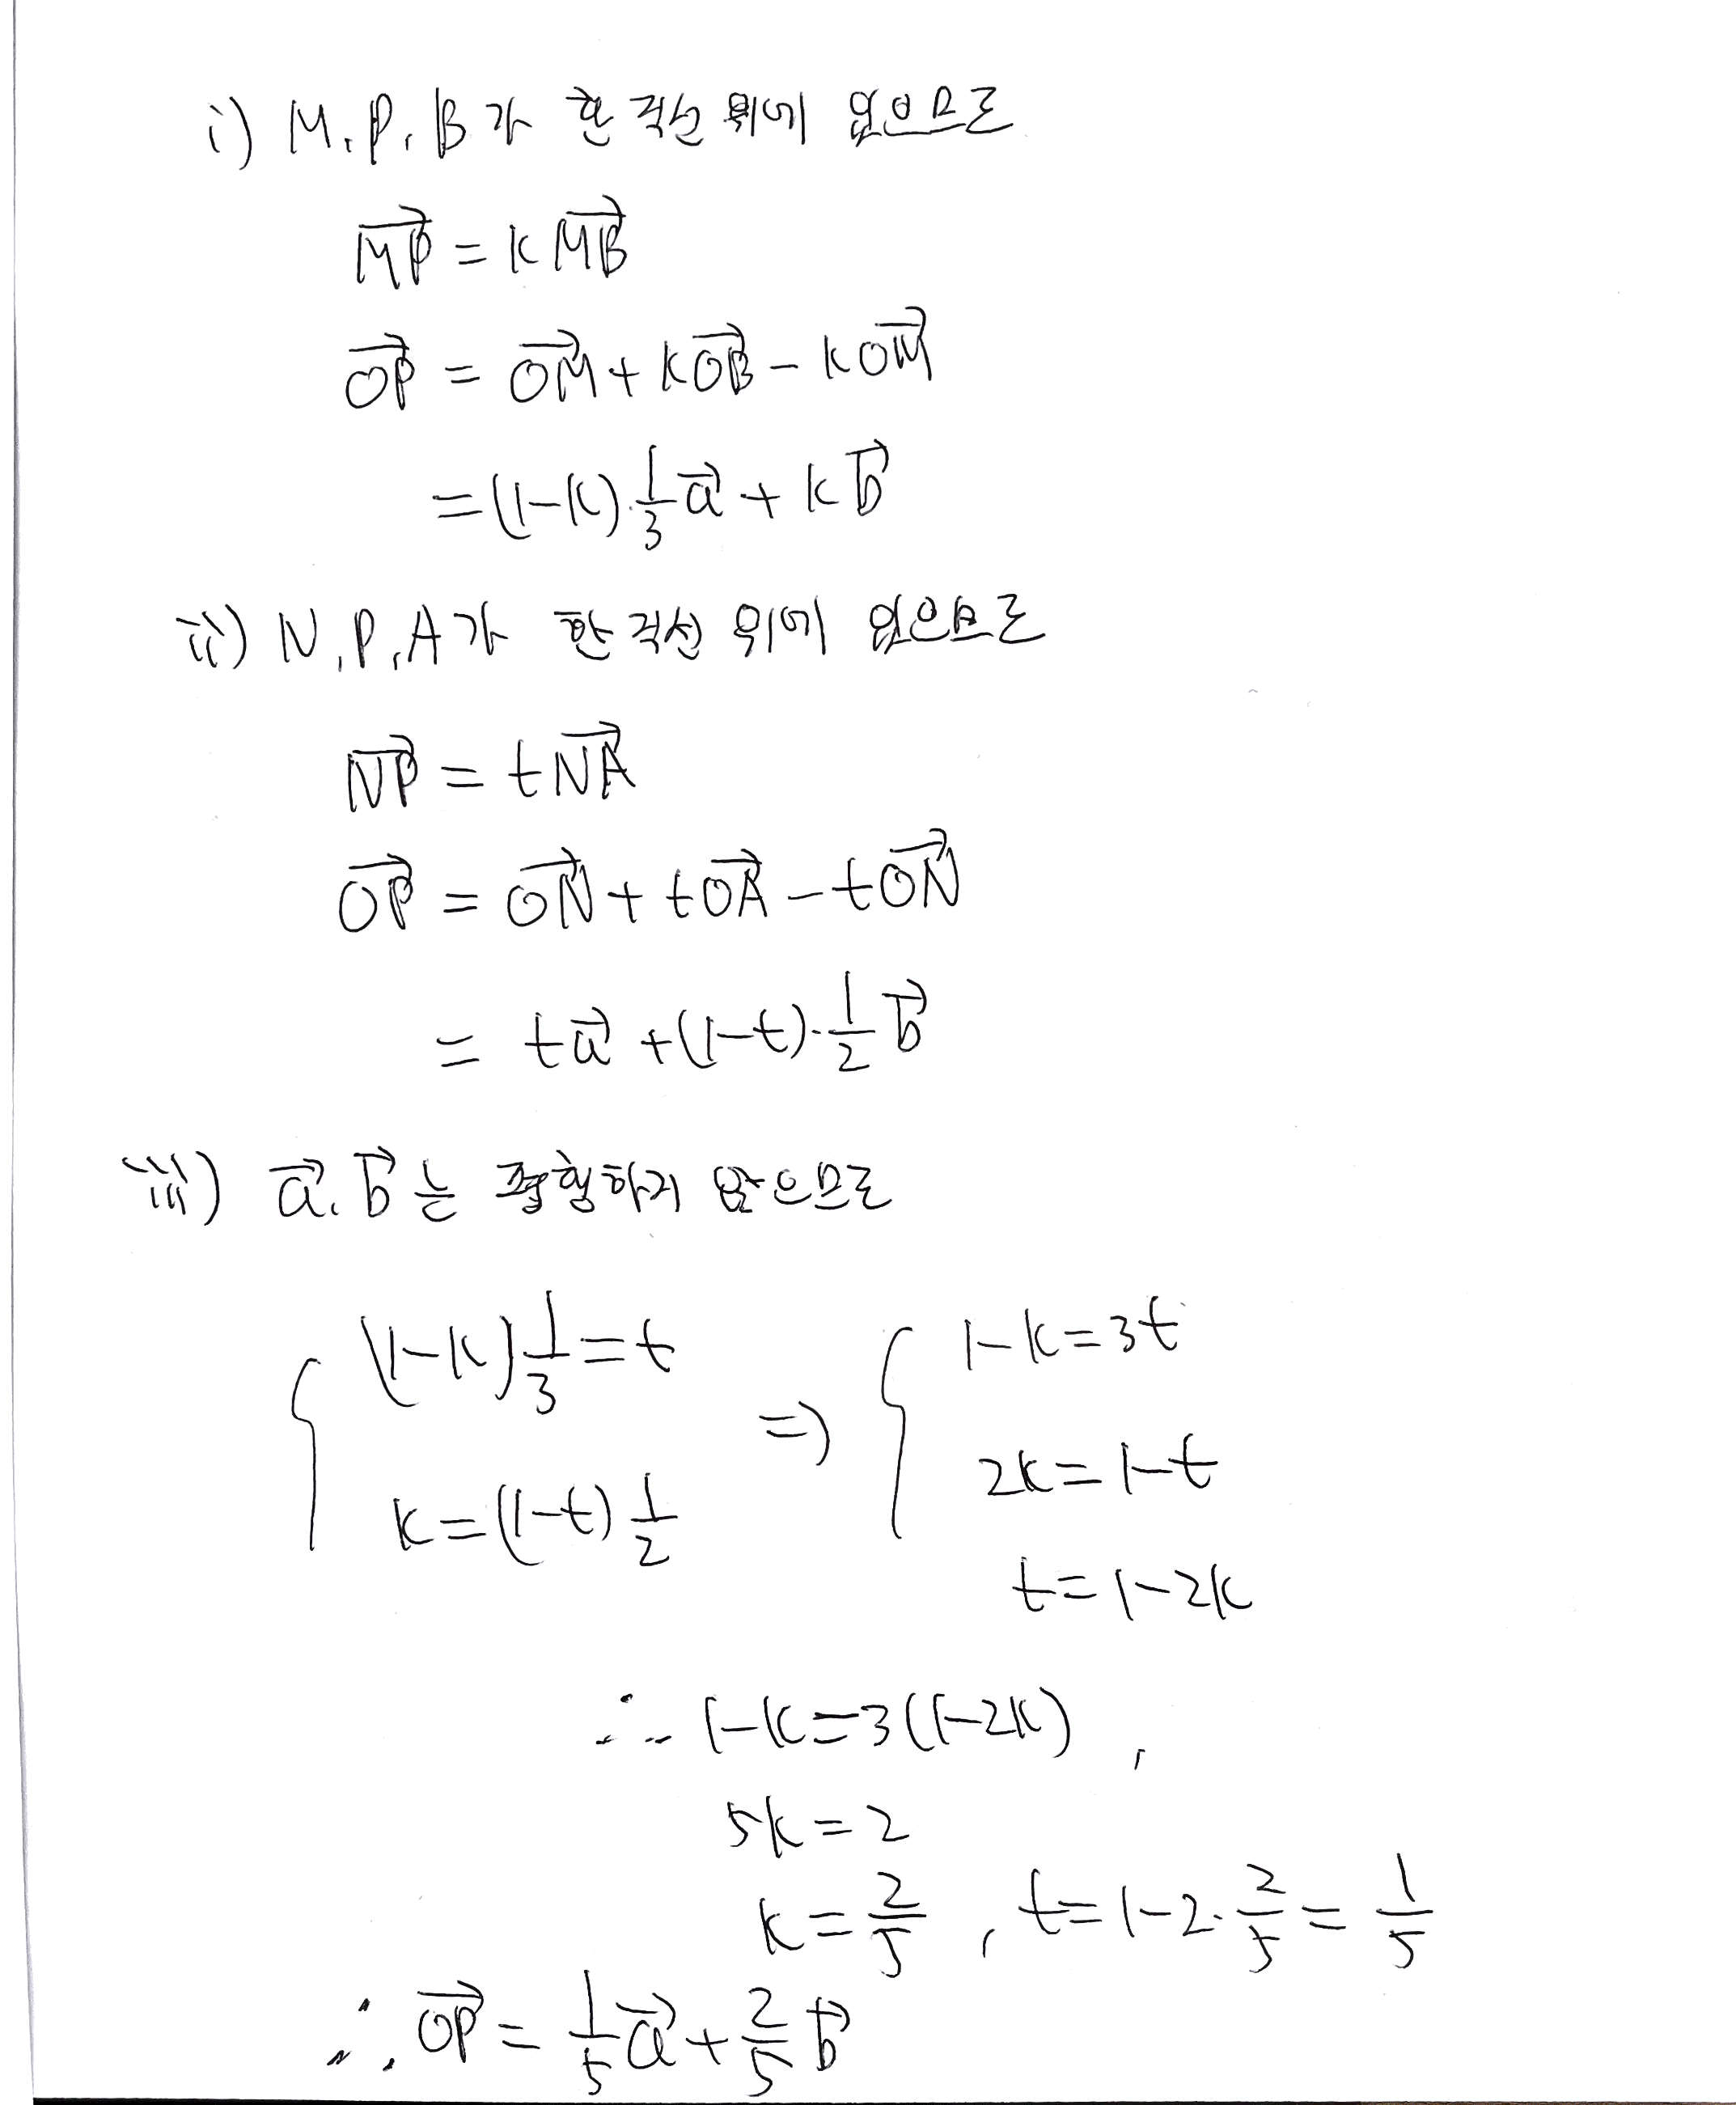 i) M, P, B가 한 직선 위에 있으므로
$\overrightarrow{MP} = k\overrightarrow{MB}$
$\overrightarrow{OP} = \overrightarrow{OM} + k\overrightarrow{OB} - k\overrightarrow{OM}$
$= (1-k) \cdot \frac{1}{3}\vec{a} + k\vec{b}$
ii) N, P, A가 한 직선 위에 있으므로
$\overrightarrow{NP} = t\overrightarrow{NA}$
$\overrightarrow{OP} = \overrightarrow{ON} + t\overrightarrow{OA} - t\overrightarrow{ON}$
$= t\vec{a} + (1-t) \cdot \frac{1}{2}\vec{b}$
iii) $\vec{a}, \vec{b}$는 평행하지 않으므로
$\begin{cases} (1-k)\frac{1}{3} = t \\ k = (1-t)\frac{1}{2} \end{cases} \Rightarrow \begin{cases} 1-k = 3t \\ 2k = 1-t \end{cases}$
$t = 1-2k$
$\therefore 1-k = 3(1-2k),$
$5k = 2$
$k = \frac{2}{5}, t = 1-2 \cdot \frac{2}{5} = \frac{1}{5}$
$\therefore \overrightarrow{OP} = \frac{1}{5}\vec{a} + \frac{2}{5}\vec{b}$